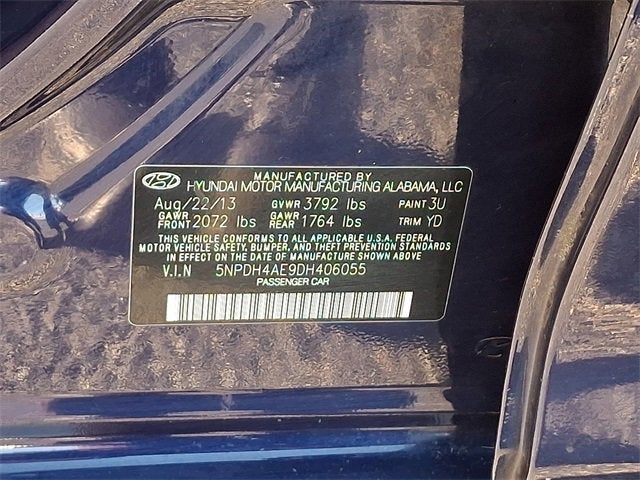 MANUFACTURED BY
HYUNDAI MOTOR MANUFACTURING ALABAMA, LLC
Aug/22/13 GVWR 3792 lbs PAINT 3U
GAWR FRONT 2072 lbs GAWR REAR 1764 lbs TRIM YD
THIS VEHICLE CONFORMS TO ALL APPLICABLE U.S.A. FEDERAL
MOTOR VEHICLE SAFETY, BUMPER, AND THEFT PREVENTION STANDARDS
IN EFFECT ON THE DATE OF MANUFACTURE SHOWN ABOVE
V.I.N 5NPDH4AE9DH406055
PASSENGER CAR